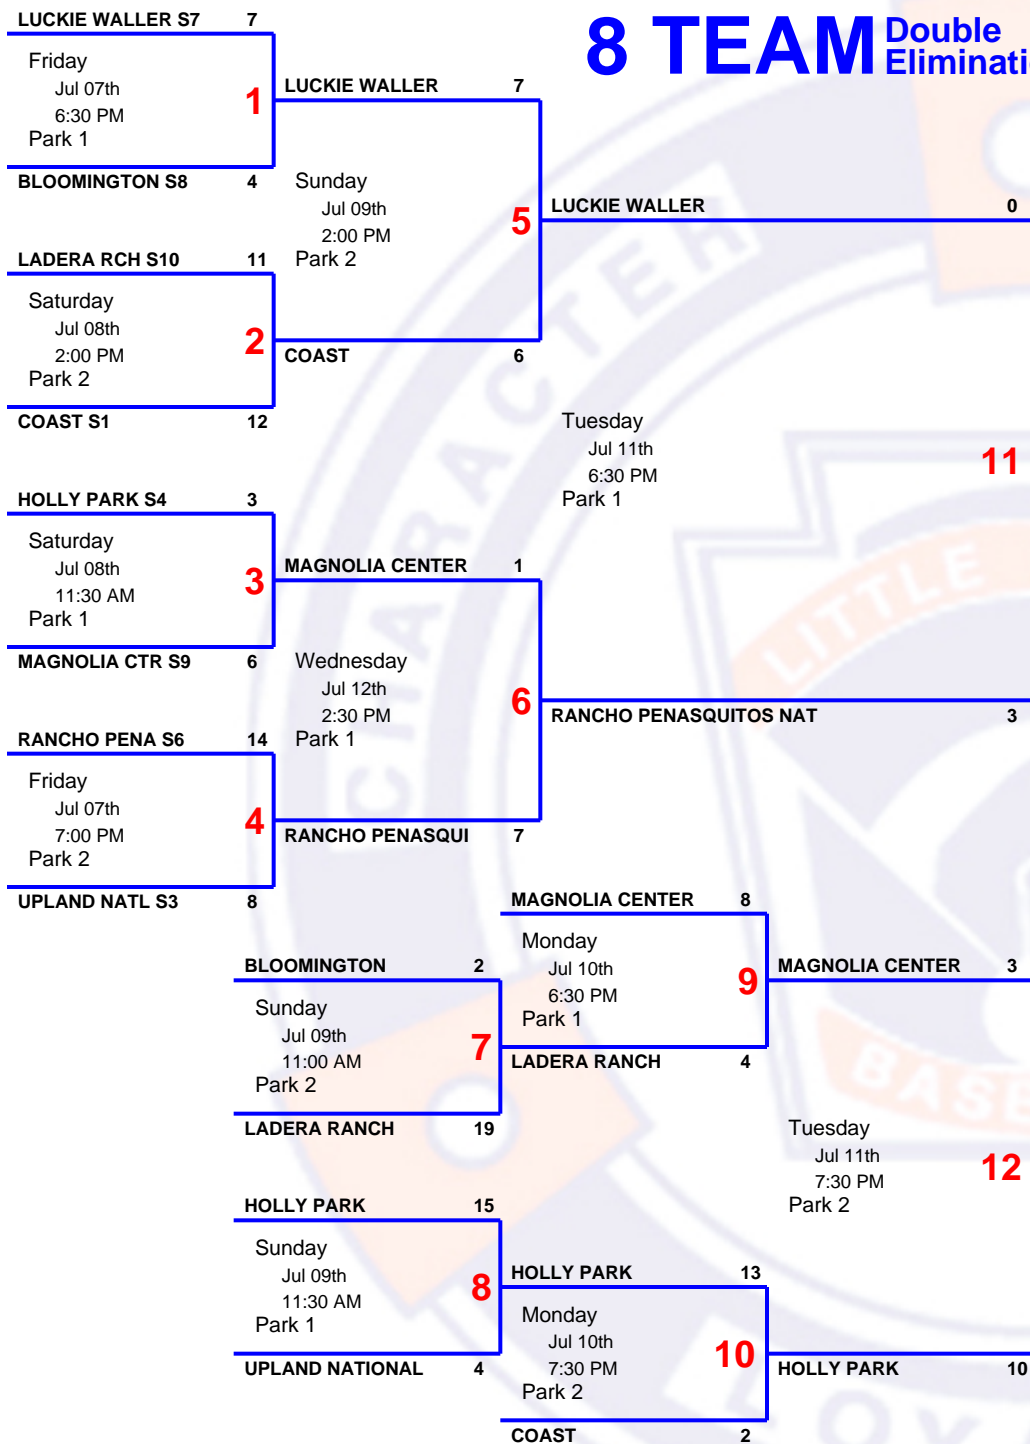 8 TEAM Double
Eliminati
LUCKIE WALLER S7 7
Friday
Jul 07th
6:30 PM
Park 1
1
BLOOMINGTON S8 4
LUCKIE WALLER 7
Sunday
Jul 09th
2:00 PM
Park 2
5
LADERA RCH S10 11
Saturday
Jul 08th
2:00 PM
Park 2
2
COAST S1 12
COAST 6
LUCKIE WALLER 0
Tuesday
Jul 11th
6:30 PM
Park 1
11
HOLLY PARK S4 3
Saturday
Jul 08th
11:30 AM
Park 1
3
MAGNOLIA CTR S9 6
MAGNOLIA CENTER 1
Wednesday
Jul 12th
2:30 PM
Park 1
6
RANCHO PENA S6 14
Friday
Jul 07th
7:00 PM
Park 2
4
UPLAND NATL S3 8
RANCHO PENASQUI 7
RANCHO PENASQUITOS NAT 3
MAGNOLIA CENTER 8
Monday
Jul 10th
6:30 PM
Park 1
9
BLOOMINGTON 2
Sunday
Jul 09th
11:00 AM
Park 2
7
LADERA RANCH 19
LADERA RANCH 4
MAGNOLIA CENTER 3
Tuesday
Jul 11th
7:30 PM
Park 2
12
HOLLY PARK 15
Sunday
Jul 09th
11:30 AM
Park 1
8
UPLAND NATIONAL 4
HOLLY PARK 13
Monday
Jul 10th
7:30 PM
Park 2
10
COAST 2
HOLLY PARK 10
CHARACTER
LITTLE
BASE
LOY